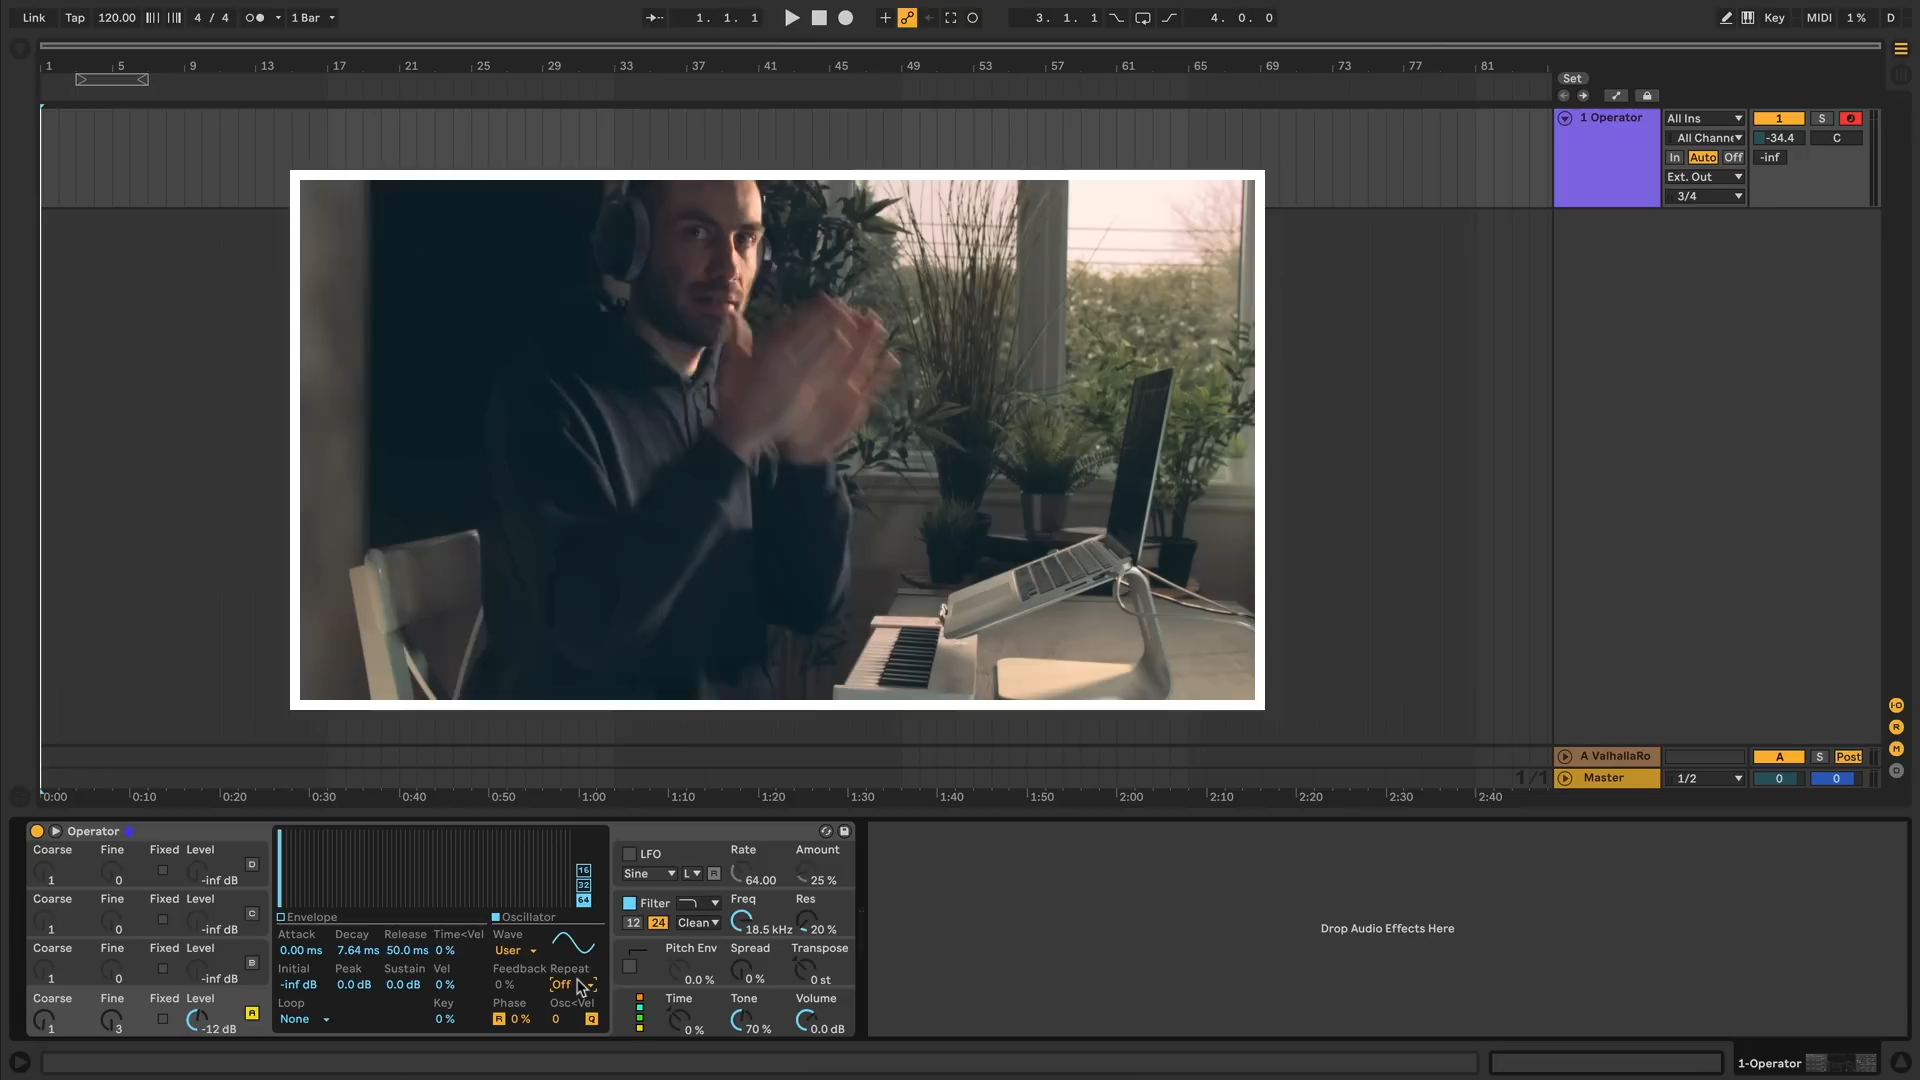 Link Tap 120.00 4 / 4 1 Bar 1. 1. 1 3. 1. 1 4. 0. 0 Key MIDI 1 % D
1 5 9 13 17 21 25 29 33 37 41 45 49 53 57 61 65 69 73 77 81
Set
1 Operator All Ins 1 S
All Channe -34.4 C
In Auto Off -inf
Ext. Out
3/4
A ValhallaRo A S Post
1/1 Master 1/2 0 0
0:00 0:10 0:20 0:30 0:40 0:50 1:00 1:10 1:20 1:30 1:40 1:50 2:00 2:10 2:20 2:30 2:40
I·O
R
M
D
Operator
Coarse Fine Fixed Level
1 0 -inf dB D
Coarse Fine Fixed Level
1 0 -inf dB C
Coarse Fine Fixed Level
1 0 -inf dB B
Coarse Fine Fixed Level
1 3 -12 dB A
16
32
64
Envelope Oscillator
Attack Decay Release Time<Vel Wave
0.00 ms 7.64 ms 50.0 ms 0 % User
Initial Peak Sustain Vel Feedback Repeat
-inf dB 0.0 dB 0.0 dB 0 % 0 % Off
Loop Key Phase Osc<Vel
None 0 % R 0 % 0 Q
LFO Rate Amount
Sine L R 64.00 25 %
Filter Freq Res
12 24 Clean 18.5 kHz 20 %
Pitch Env Spread Transpose
0.0 % 0 % 0 st
Time Tone Volume
0 % 70 % 0.0 dB
Drop Audio Effects Here
1-Operator